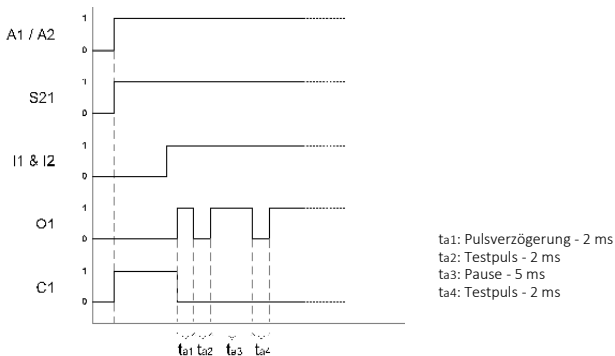 A1 / A2
1
0
S21
1
0
I1 & I2
1
0
O1
1
0
C1
1
0
ta1 ta2 ta3 ta4
ta1: Pulsverzögerung - 2 ms
ta2: Testpuls - 2 ms
ta3: Pause - 5 ms
ta4: Testpuls - 2 ms